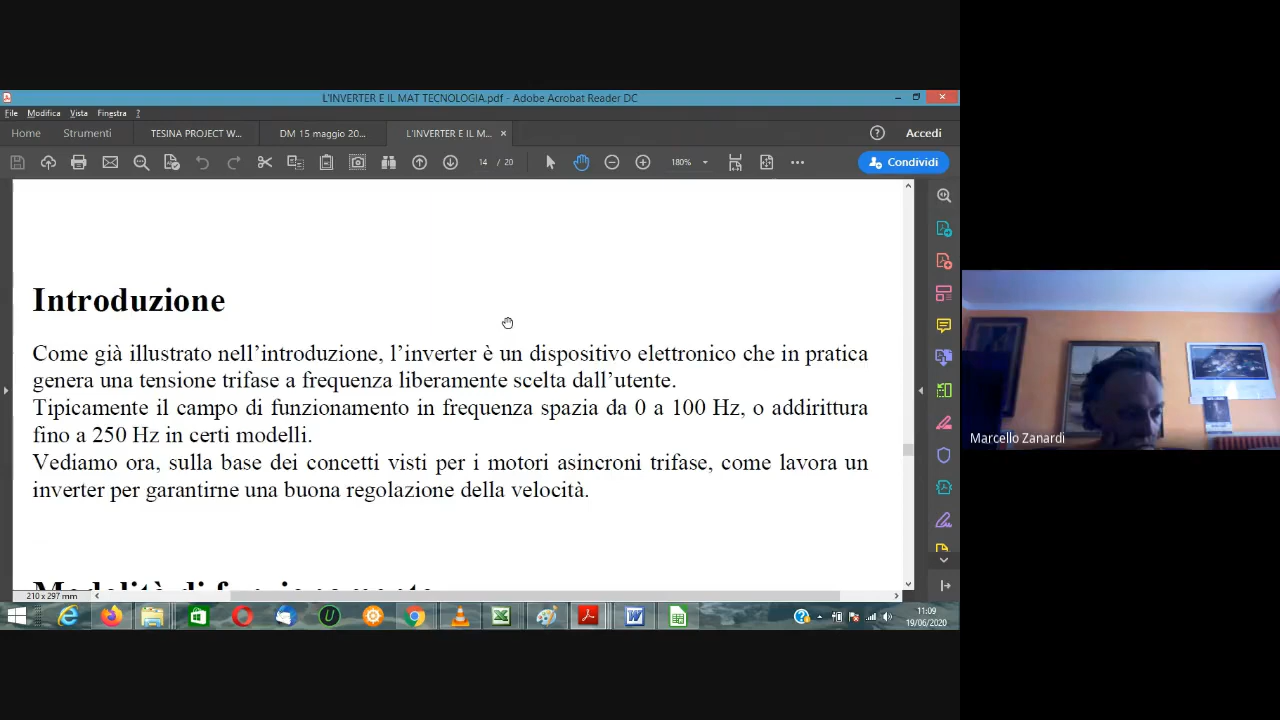 L'INVERTER E IL MAT TECNOLOGIA.pdf - Adobe Acrobat Reader DC
File Modifica Vista Finestra ?
Home Strumenti TESINA PROJECT W... DM 15 maggio 20... L'INVERTER E IL M... × Accedi
14 / 20 180% Condividi
Introduzione
Come già illustrato nell’introduzione, l’inverter è un dispositivo elettronico che in pratica
genera una tensione trifase a frequenza liberamente scelta dall’utente.
Tipicamente il campo di funzionamento in frequenza spazia da 0 a 100 Hz, o addirittura
fino a 250 Hz in certi modelli.
Vediamo ora, sulla base dei concetti visti per i motori asincroni trifase, come lavora un
inverter per garantirne una buona regolazione della velocità.
Modalità di funzionamento
210 x 297 mm
11:09
19/06/2020
Marcello Zanardi